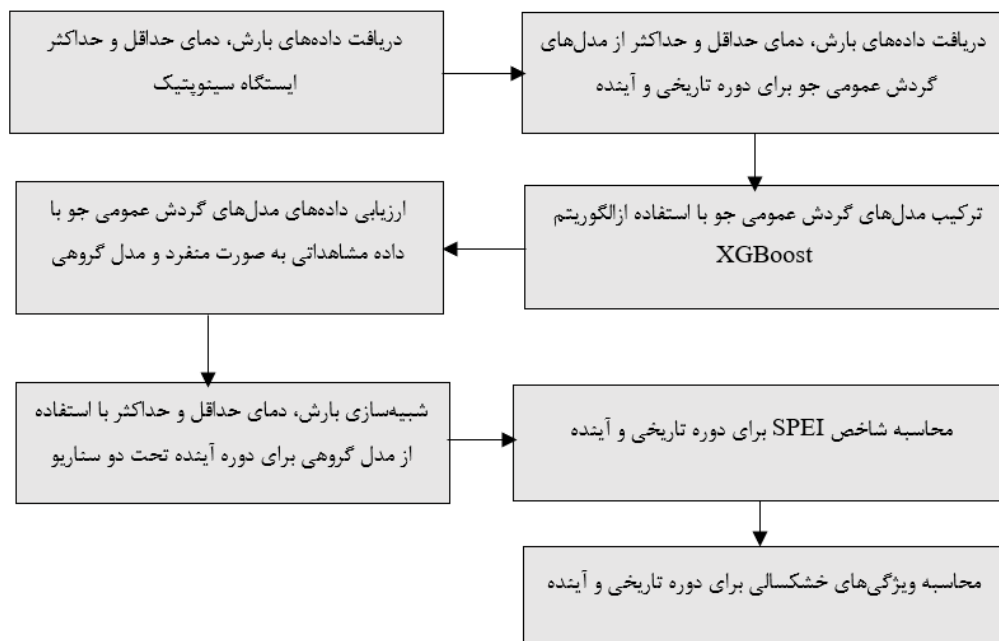 دریافت داده‌های بارش، دمای حداقل و حداکثر
ایستگاه سینوپتیک
دریافت داده‌های بارش، دمای حداقل و حداکثر از مدل‌های
گردش عمومی جو برای دوره تاریخی و آینده
ترکیب مدل‌های گردش عمومی جو با استفاده ازالگوریتم
XGBoost
ارزیابی داده‌های مدل‌های گردش عمومی جو با
داده مشاهداتی به صورت منفرد و مدل گروهی
شبیه‌سازی بارش، دمای حداقل و حداکثر با استفاده
از مدل گروهی برای دوره آینده تحت دو سناریو
محاسبه شاخص SPEI برای دوره تاریخی و آینده
محاسبه ویژگی‌های خشکسالی برای دوره تاریخی و آینده